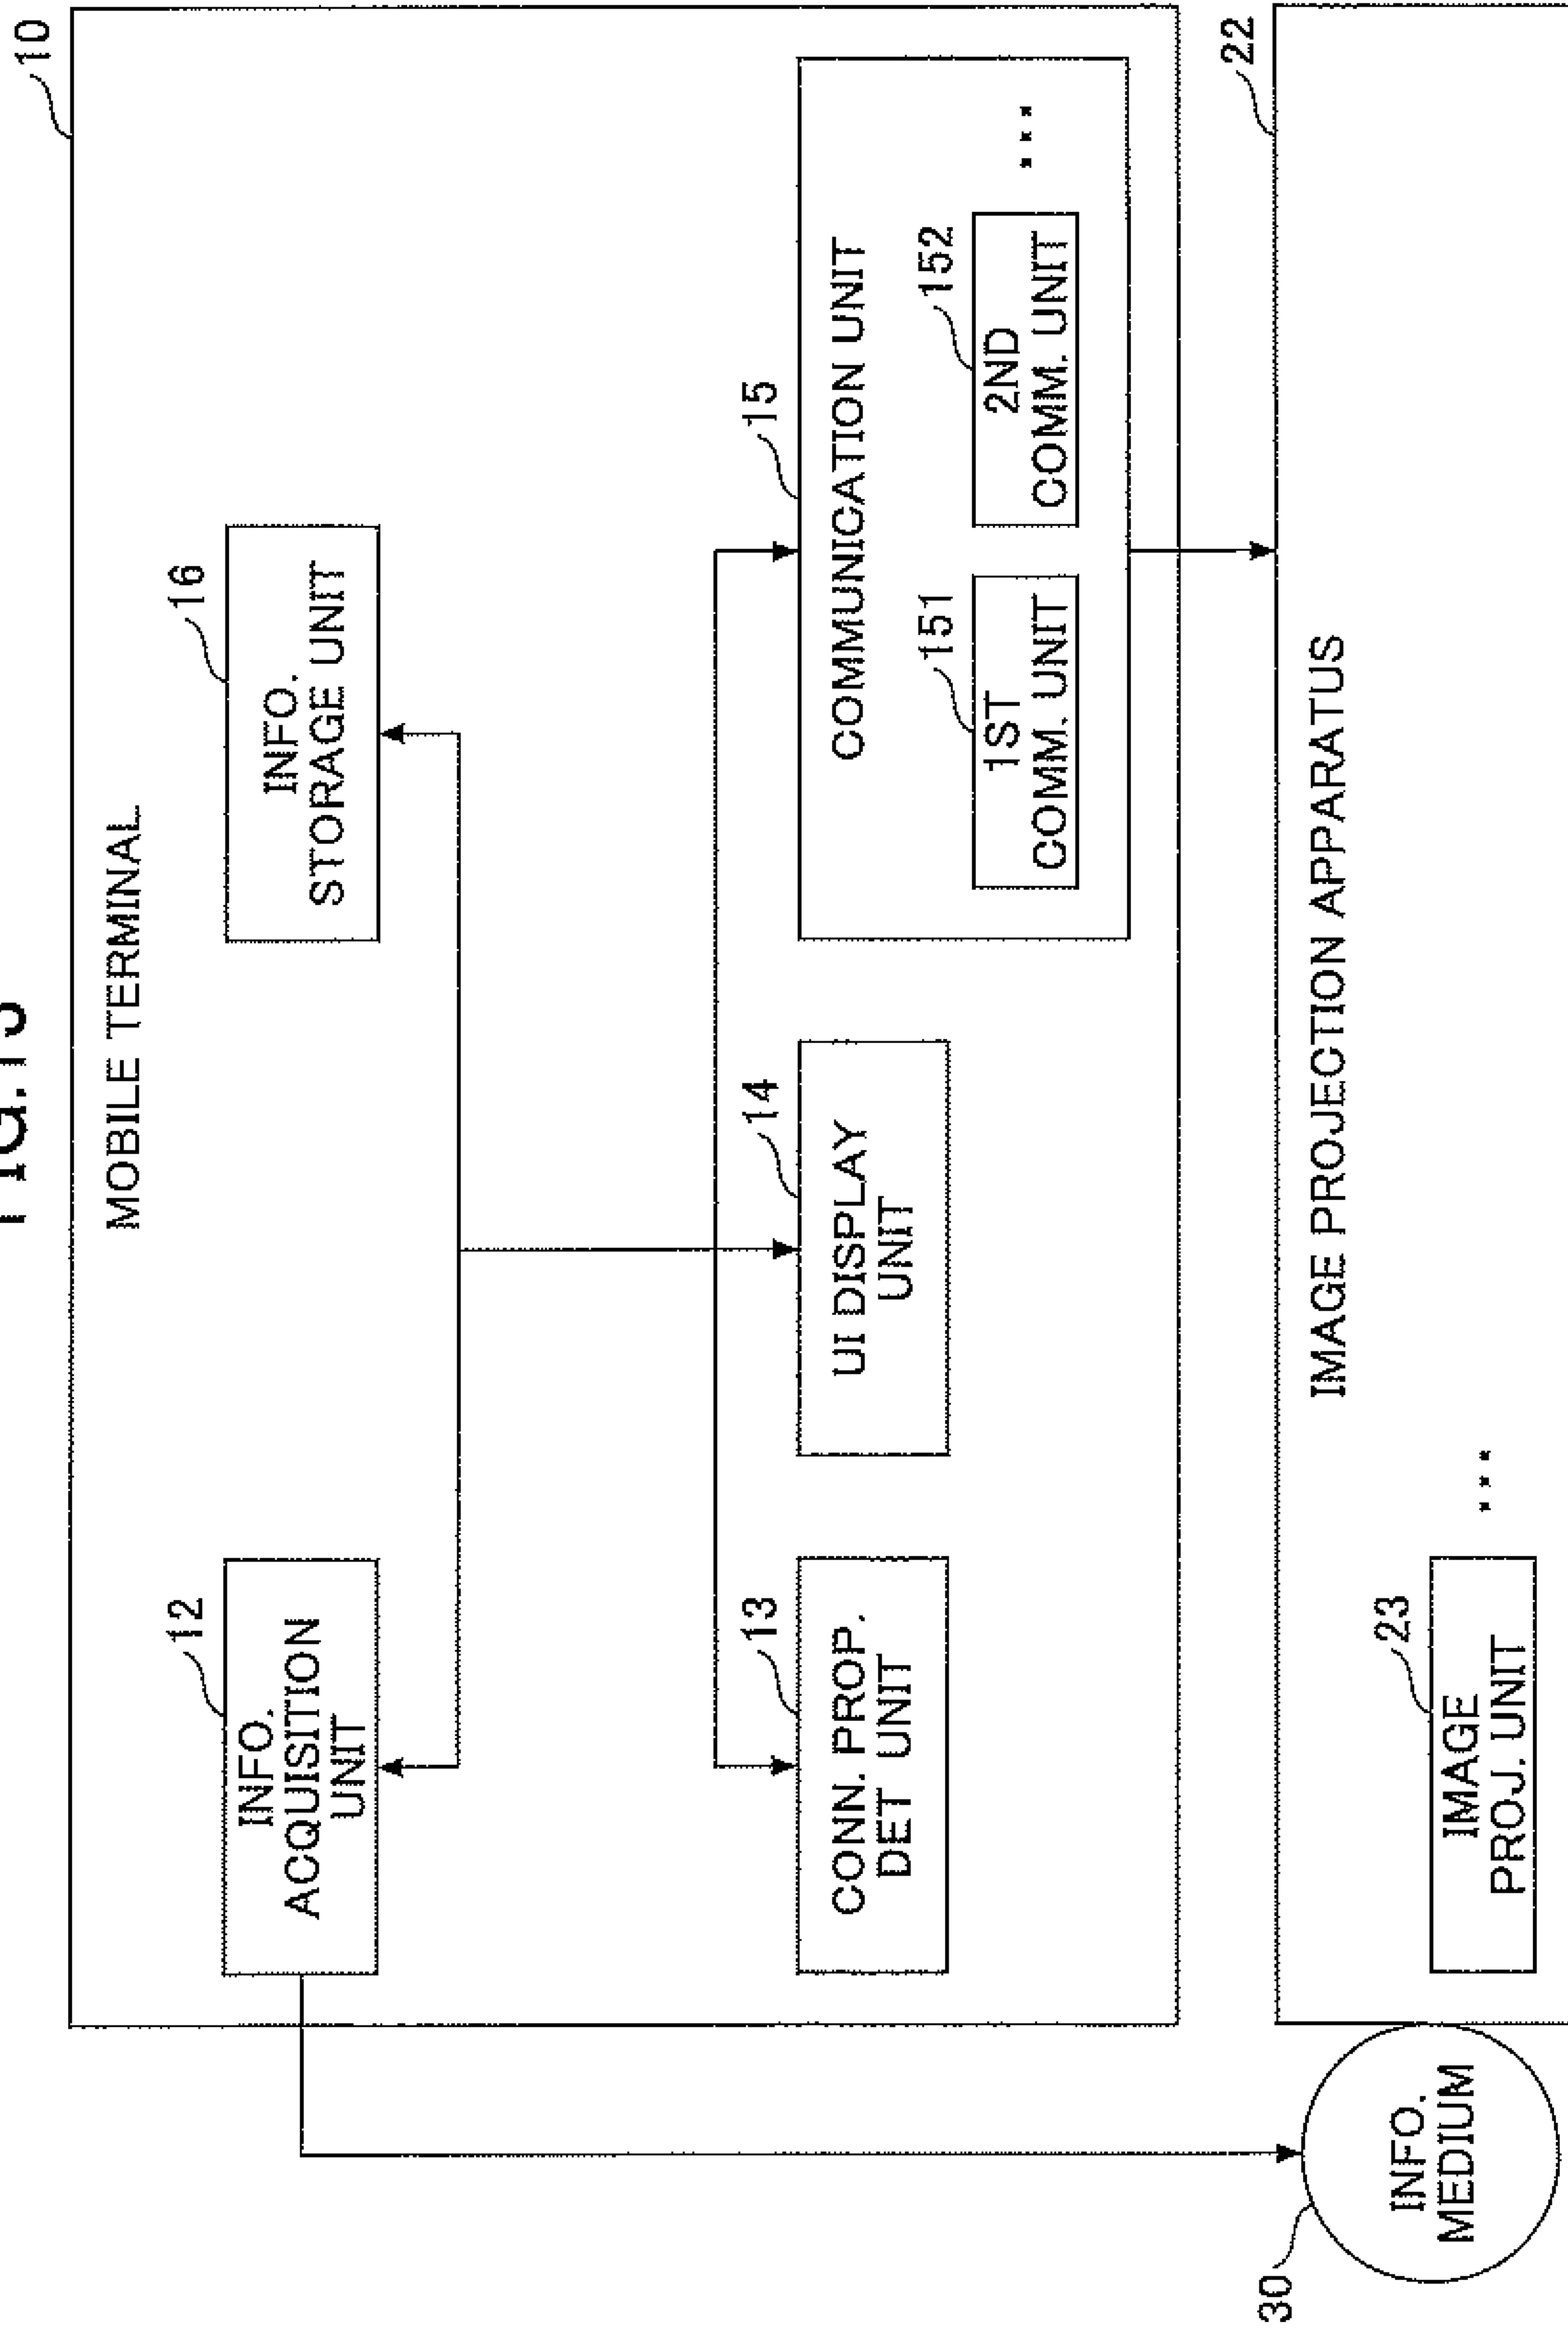 10
MOBILE TERMINAL
12
INFO.
ACQUISITION
UNIT
16
INFO.
STORAGE UNIT
13
CONN. PROP.
DET UNIT
14
UI DISPLAY
UNIT
15
COMMUNICATION UNIT
151
1ST
COMM. UNIT
152
2ND
COMM. UNIT
...
22
IMAGE PROJECTION APPARATUS
23
IMAGE
PROJ. UNIT
...
30
INFO.
MEDIUM